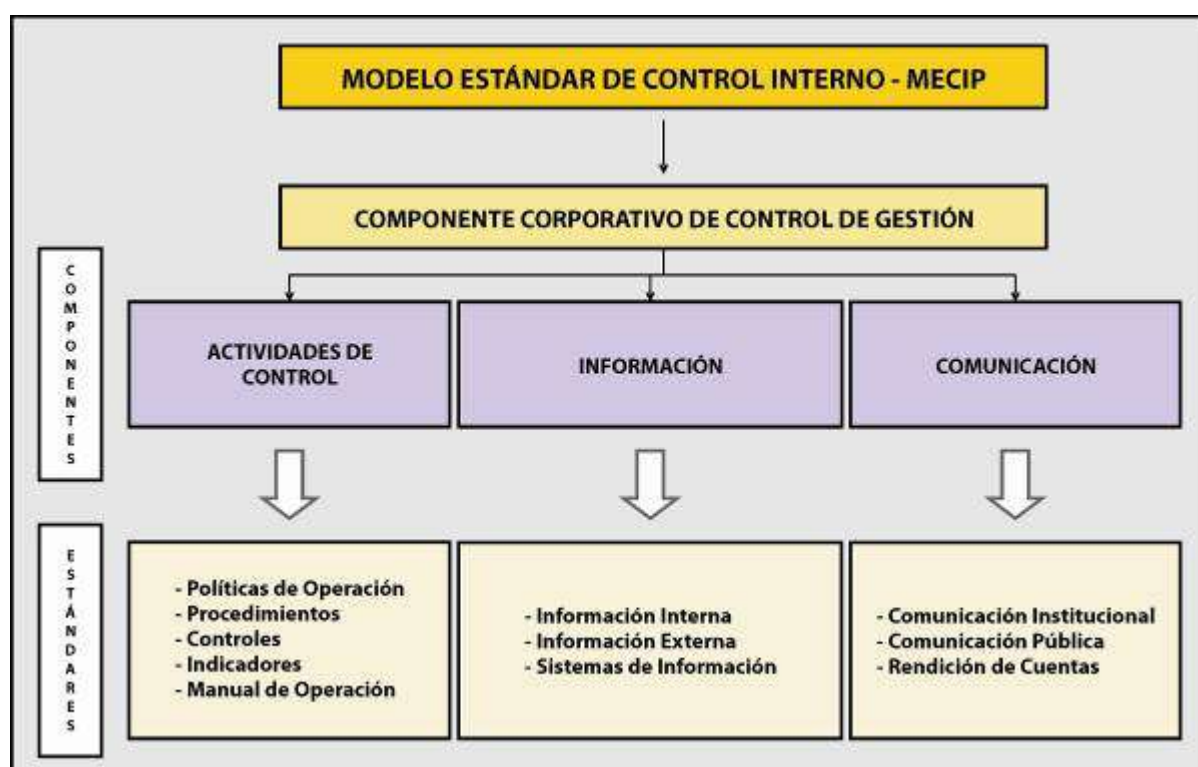 MODELO ESTÁNDAR DE CONTROL INTERNO - MECIP
COMPONENTE CORPORATIVO DE CONTROL DE GESTIÓN
COMPONENTES
ACTIVIDADES DE
CONTROL
INFORMACIÓN
COMUNICACIÓN
ESTÁNDARES
- Políticas de Operación
- Procedimientos
- Controles
- Indicadores
- Manual de Operación
- Información Interna
- Información Externa
- Sistemas de Información
- Comunicación Institucional
- Comunicación Pública
- Rendición de Cuentas